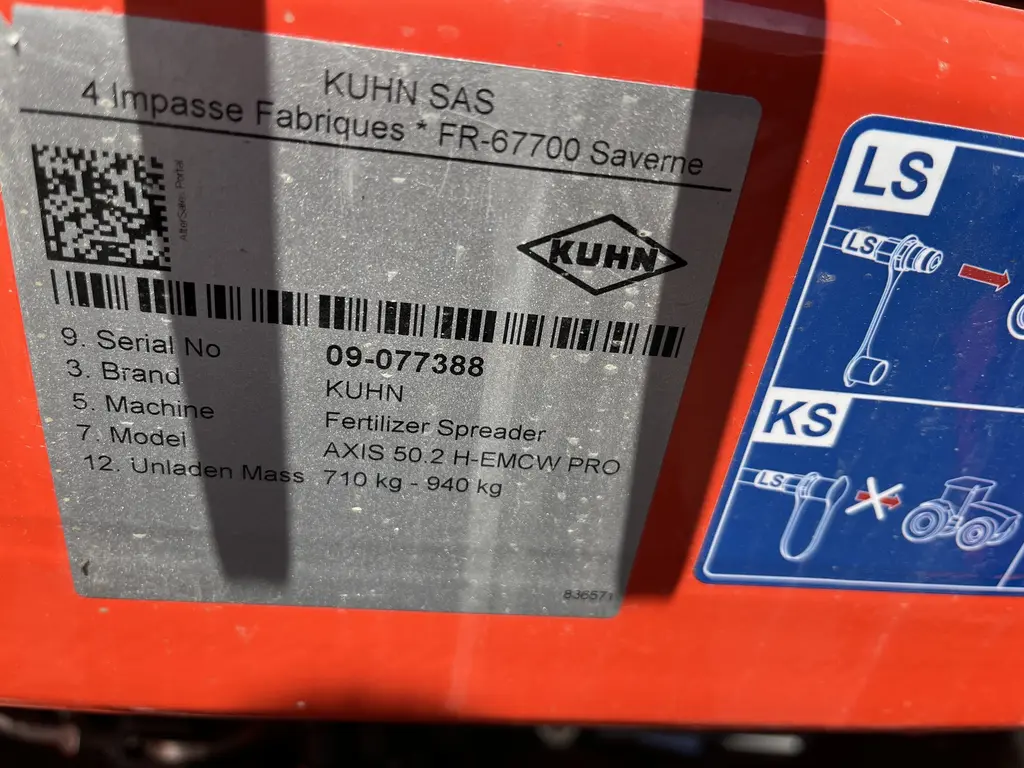 KUHN SAS
4 Impasse Fabriques * FR-67700 Saverne
AfterSales Portal
KUHN
9. Serial No 09-077388
3. Brand KUHN
5. Machine Fertilizer Spreader
7. Model AXIS 50.2 H-EMCW PRO
12. Unladen Mass 710 kg - 940 kg
836571
LS
LS
KS
LS